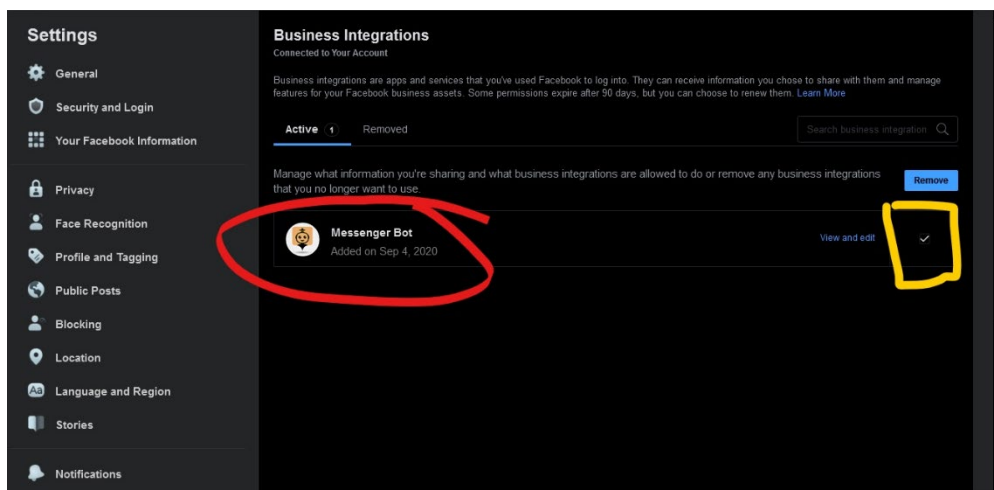 Settings
General
Security and Login
Your Facebook Information
Privacy
Face Recognition
Profile and Tagging
Public Posts
Blocking
Location
Language and Region
Stories
Notifications
Business Integrations
Connected to Your Account
Business integrations are apps and services that you've used Facebook to log into. They can receive information you chose to share with them and manage
features for your Facebook business assets. Some permissions expire after 90 days, but you can choose to renew them. Learn More
Active 1 Removed
Search business integration
Manage what information you're sharing and what business integrations are allowed to do or remove any business integrations
that you no longer want to use.
Remove
Messenger Bot
Added on Sep 4, 2020
View and edit